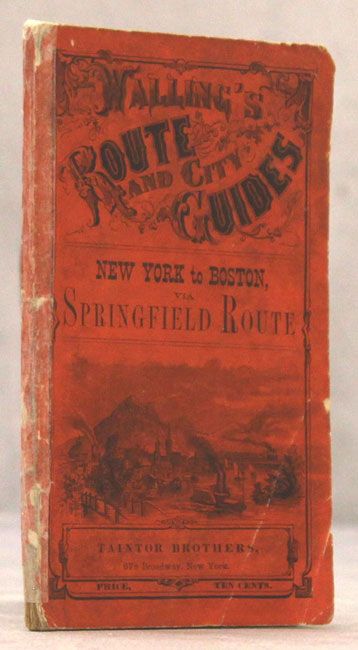 WALLING'S
ROUTE
AND CITY
GUIDES
NEW YORK to BOSTON,
VIA
SPRINGFIELD ROUTE
TAINTOR BROTHERS,
678 Broadway, New York.
PRICE, TEN CENTS.